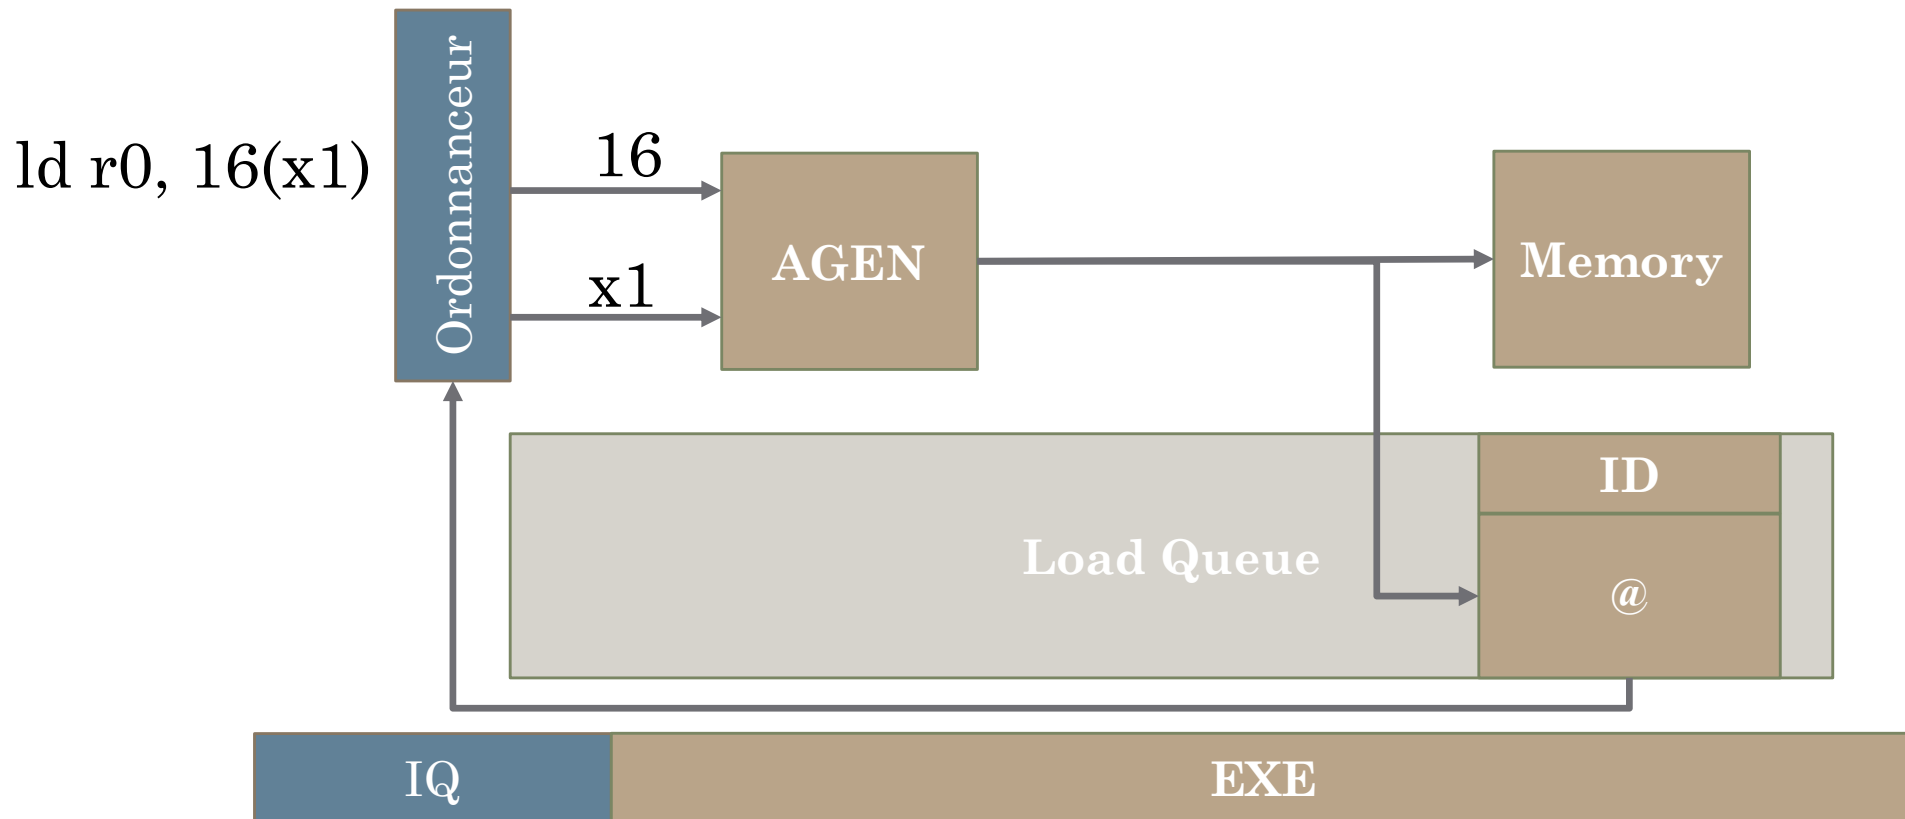 ld r0, 16(x1)
Ordonnanceur
16
x1
AGEN
Memory
Load Queue
ID
@
IQ
EXE